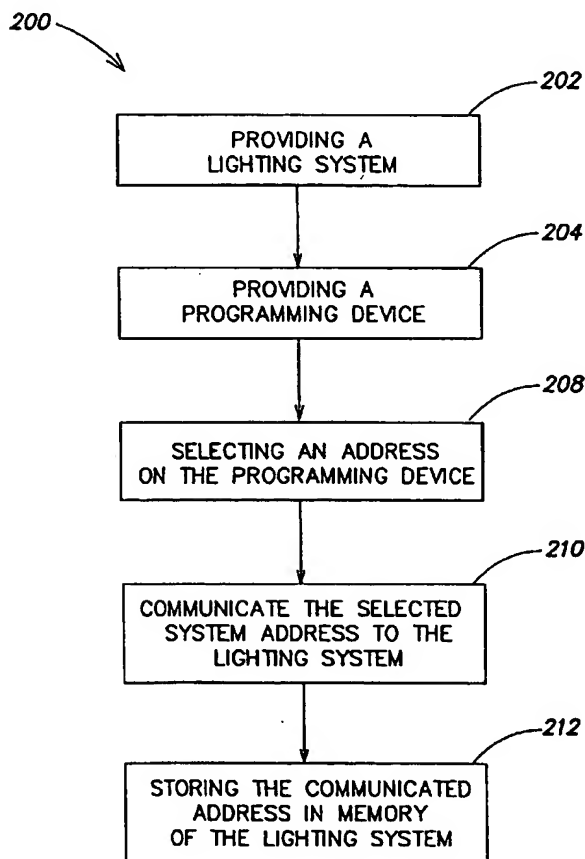 200
202
PROVIDING A
LIGHTING SYSTEM
204
PROVIDING A
PROGRAMMING DEVICE
208
SELECTING AN ADDRESS
ON THE PROGRAMMING DEVICE
210
COMMUNICATE THE SELECTED
SYSTEM ADDRESS TO THE
LIGHTING SYSTEM
212
STORING THE COMMUNICATED
ADDRESS IN MEMORY
OF THE LIGHTING SYSTEM